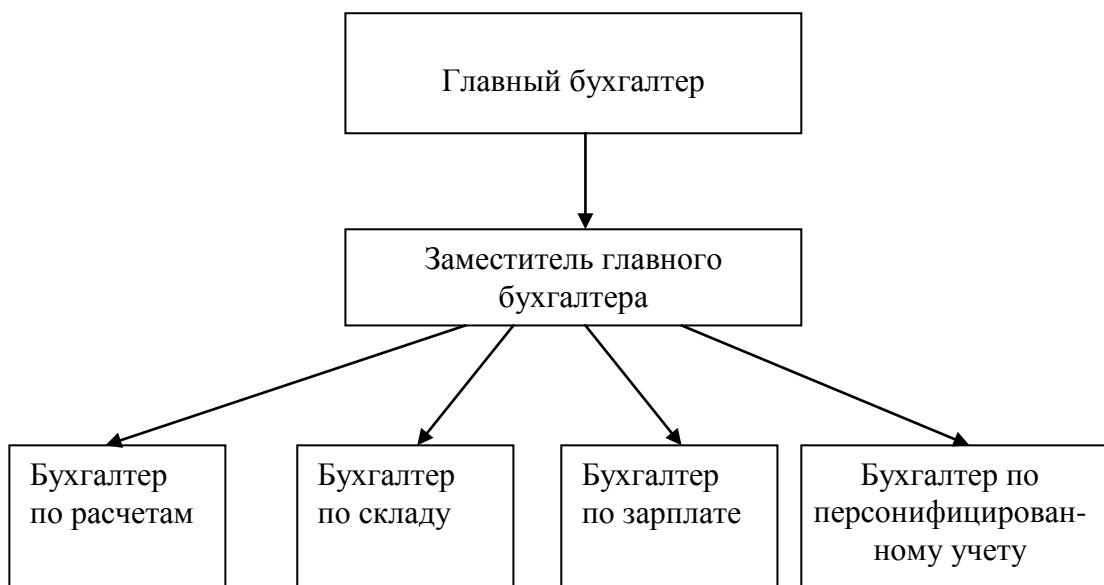 Главный бухгалтер
Заместитель главного
бухгалтера
Бухгалтер
по расчетам
Бухгалтер
по складу
Бухгалтер
по зарплате
Бухгалтер по
персонифицирован-
ному учету